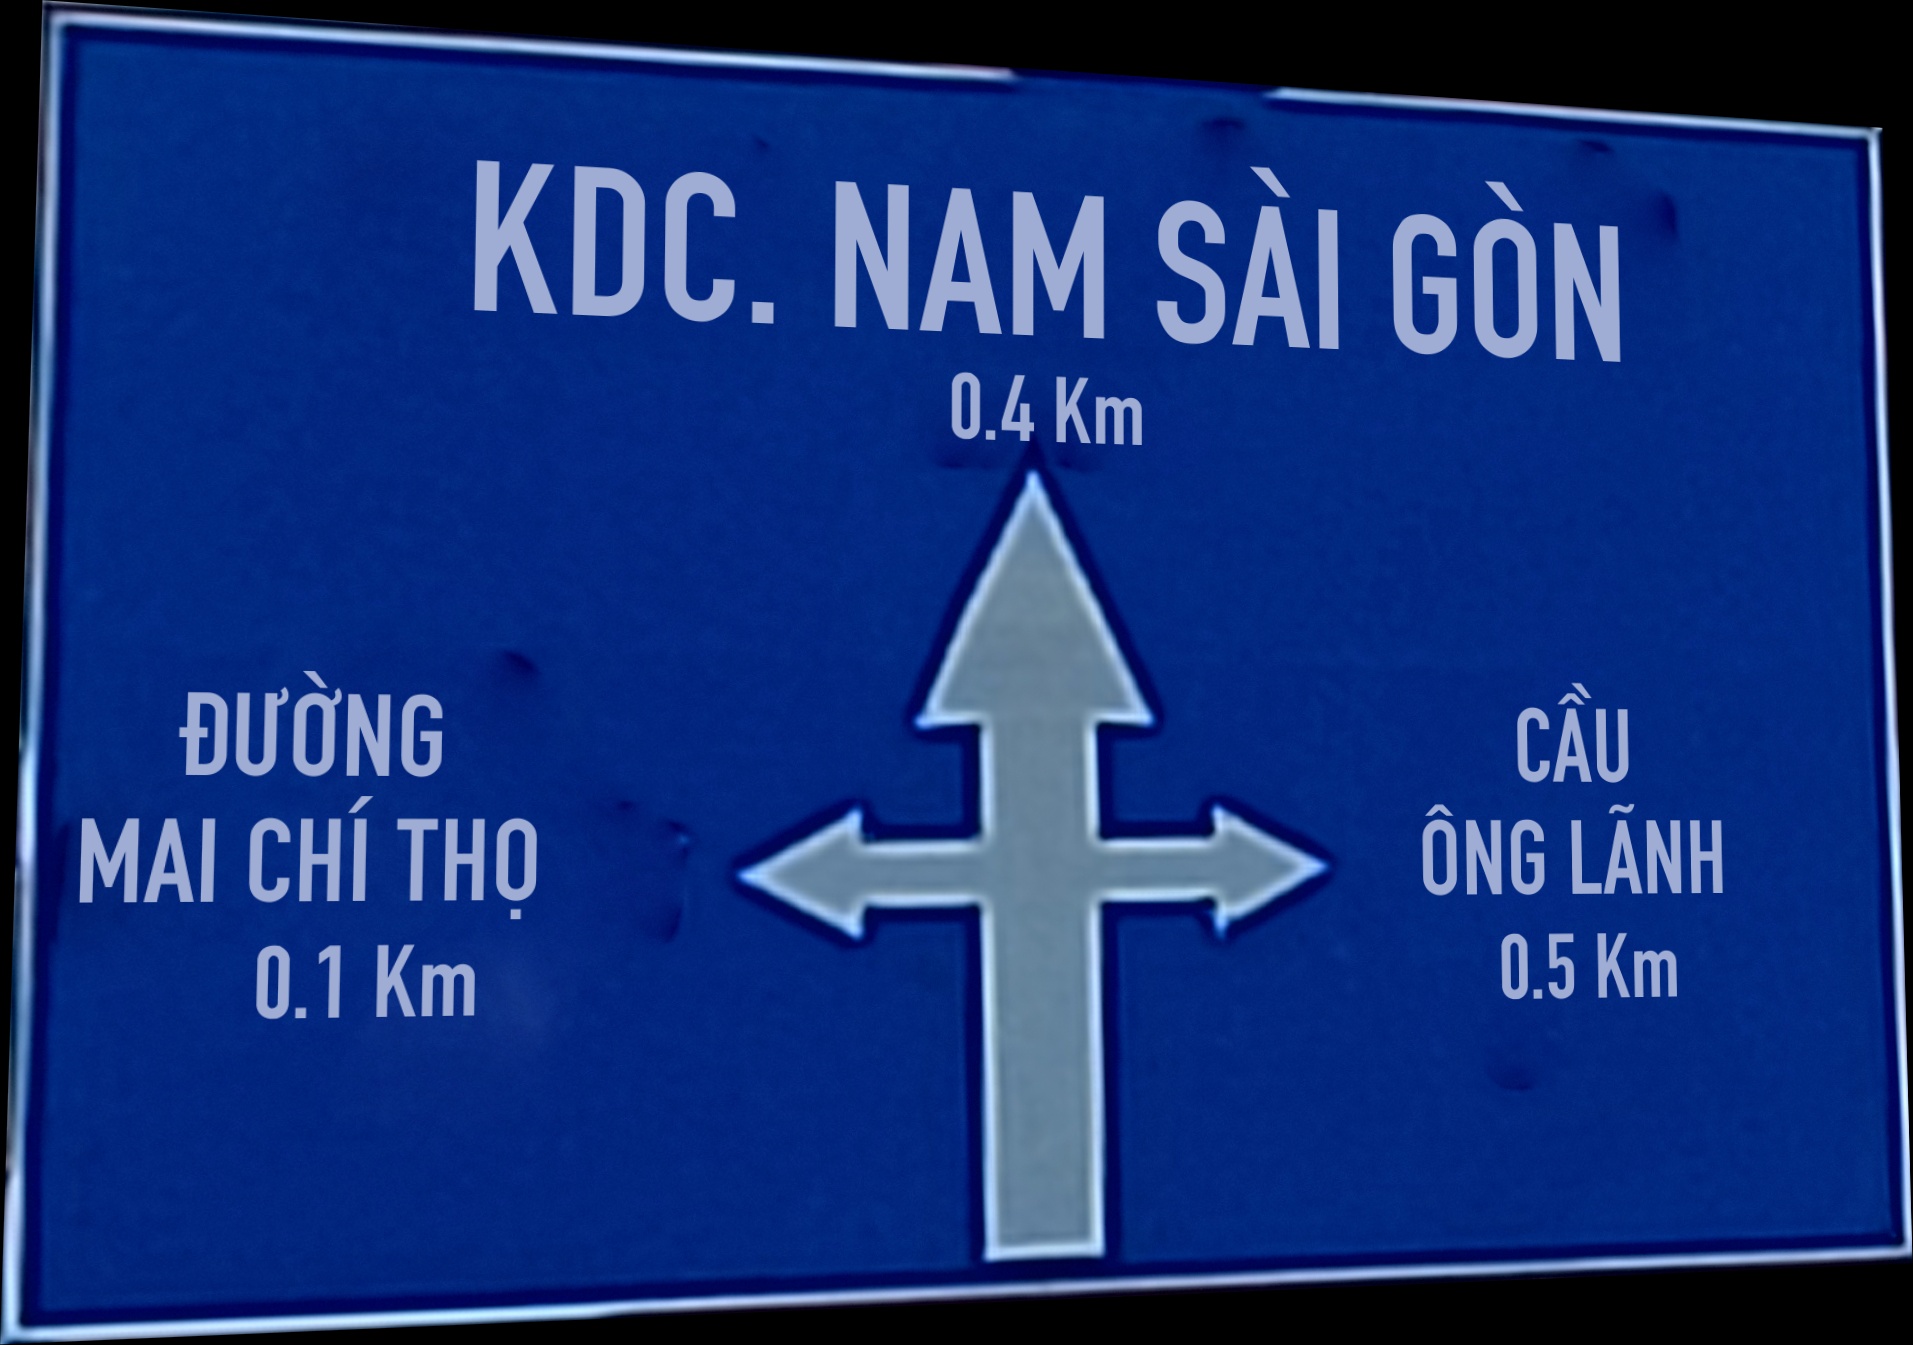 KDC. NAM SÀI GÒN
0.4 Km
ĐƯỜNG
MAI CHÍ THỌ
0.1 Km
CẦU
ÔNG LÃNH
0.5 Km